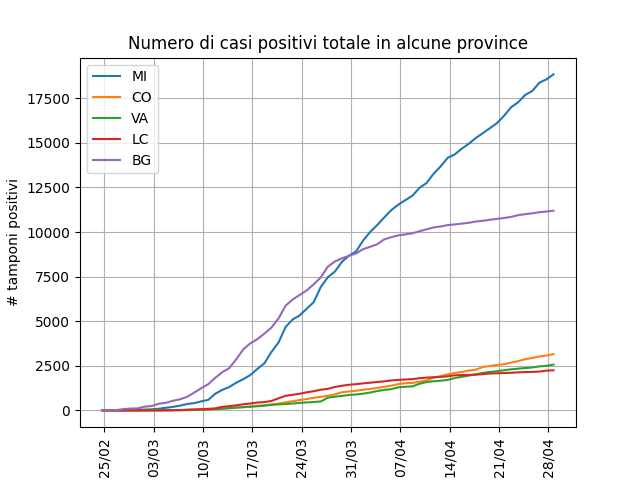 Numero di casi positivi totale in alcune province
# tamponi positivi
17500
15000
12500
10000
7500
5000
2500
0
MI
CO
VA
LC
BG
25/02
03/03
10/03
17/03
24/03
31/03
07/04
14/04
21/04
28/04